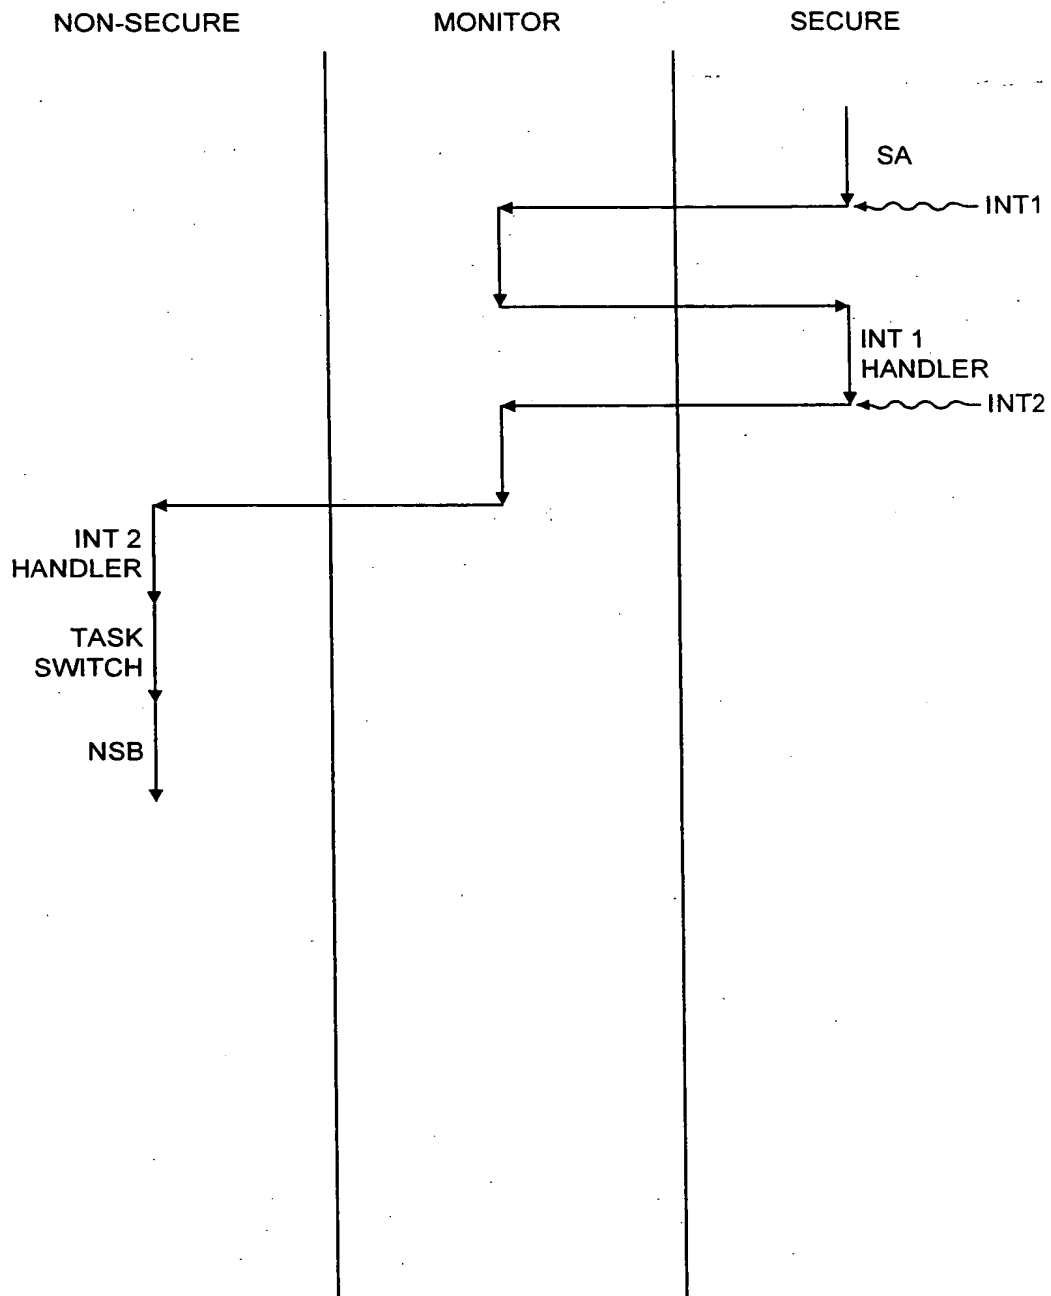 NON-SECURE
MONITOR
SECURE
SA
INT1
INT 1
HANDLER
INT2
INT 2
HANDLER
TASK
SWITCH
NSB